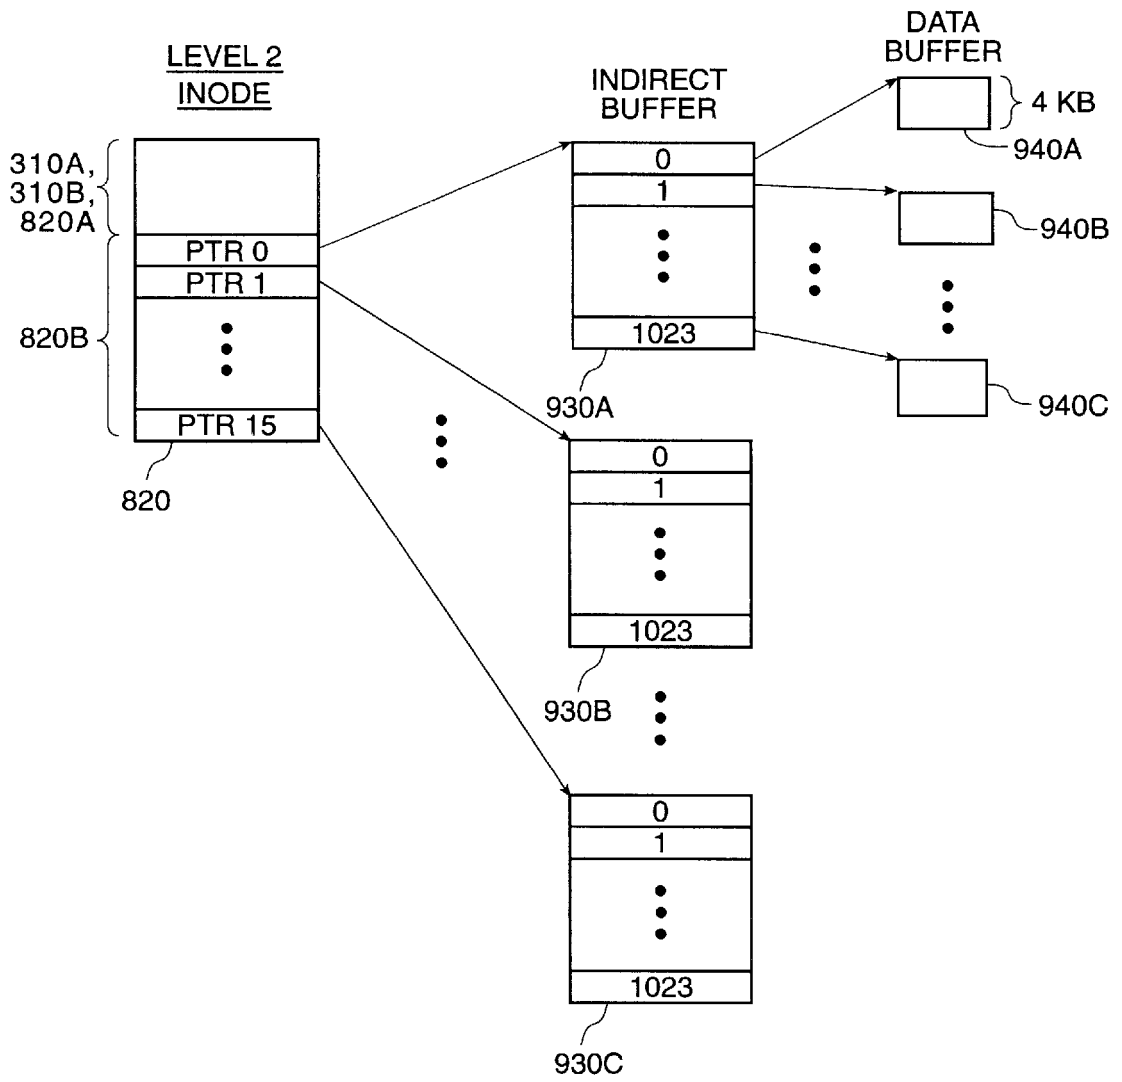 LEVEL 2
INODE
310A,
310B,
820A
PTR 0
PTR 1
820B
PTR 15
820
INDIRECT
BUFFER
0
1
1023
930A
0
1
1023
930B
0
1
1023
930C
DATA
BUFFER
4 KB
940A
940B
940C